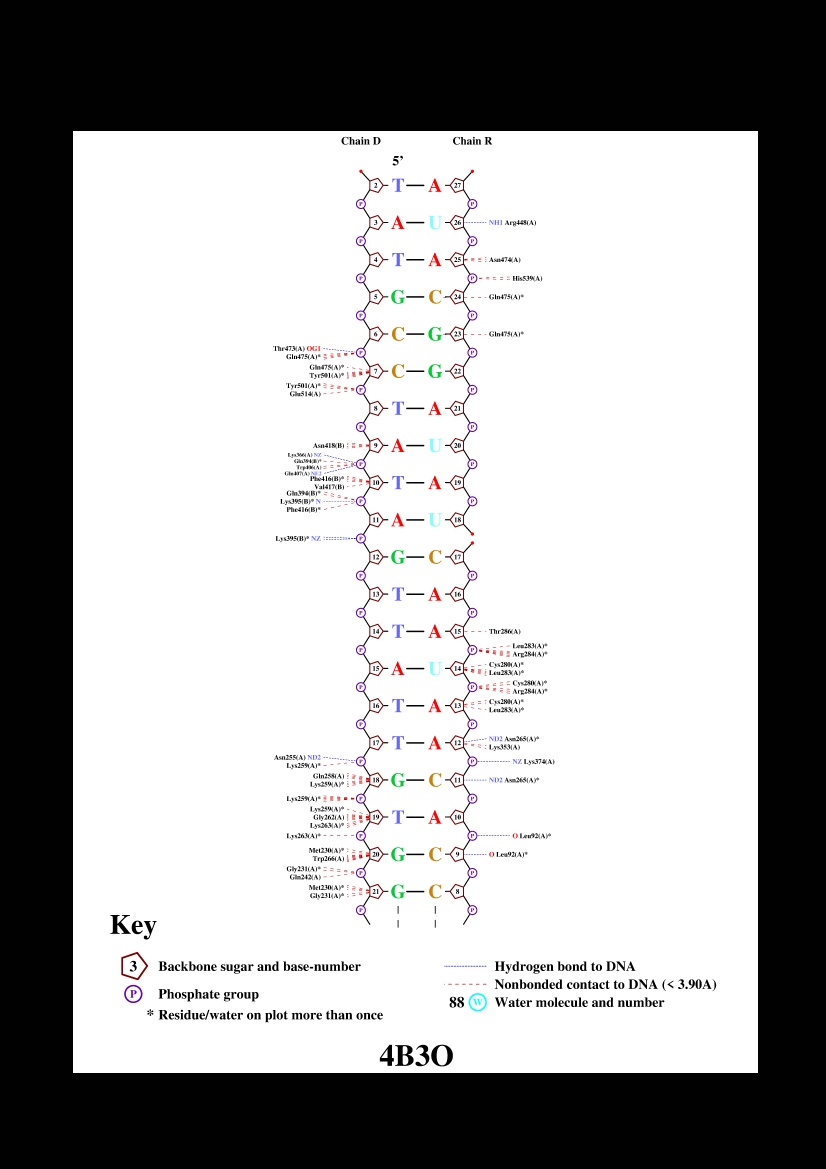 Chain D Chain R
5’
2 T A 27
P P
3 A U 26 NH1 Arg448(A)
P P
4 T A 25 Asn474(A)
P P His539(A)
5 G C 24 Gln475(A)*
P P
6 C G 23 Gln475(A)*
Thr473(A) OG1 P P
Gln475(A)*
Gln475(A)* 7 C G 22
Tyr501(A)*
Tyr501(A)* P P
Glu514(A)
8 T A 21
P P
Asn418(B) 9 A U 20
Lys366(A) NZ
Gln394(B)* P P
Trp406(A)
Gln407(A) NE2
Phe416(B)* 10 T A 19
Val417(B)
Gln394(B)*
Lys395(B)* N P P
Phe416(B)*
11 A U 18
Lys395(B)* NZ P
12 G C 17
P P
13 T A 16
P P
14 T A 15 Thr286(A)
P P Leu283(A)*
Arg284(A)*
15 A U 14 Cys280(A)*
Leu283(A)*
P P Cys280(A)*
Arg284(A)*
16 T A 13 Cys280(A)*
Leu283(A)*
P P
17 T A 12 ND2 Asn265(A)*
Lys353(A)
Asn255(A) ND2 P P NZ Lys374(A)
Lys259(A)*
Gln258(A) 18 G C 11 ND2 Asn265(A)*
Lys259(A)*
Lys259(A)* P P
Lys259(A)*
Gly262(A) 19 T A 10
Lys263(A)*
Lys263(A)* P P O Leu92(A)*
Met230(A)* 20 G C 9 O Leu92(A)*
Trp266(A)
Gly231(A)* P P
Gln242(A)
Met230(A)* 21 G C 8
Gly231(A)*
P P
Key
3 Backbone sugar and base-number
P Phosphate group
* Residue/water on plot more than once
Hydrogen bond to DNA
Nonbonded contact to DNA (< 3.90A)
88 W Water molecule and number
4B3O